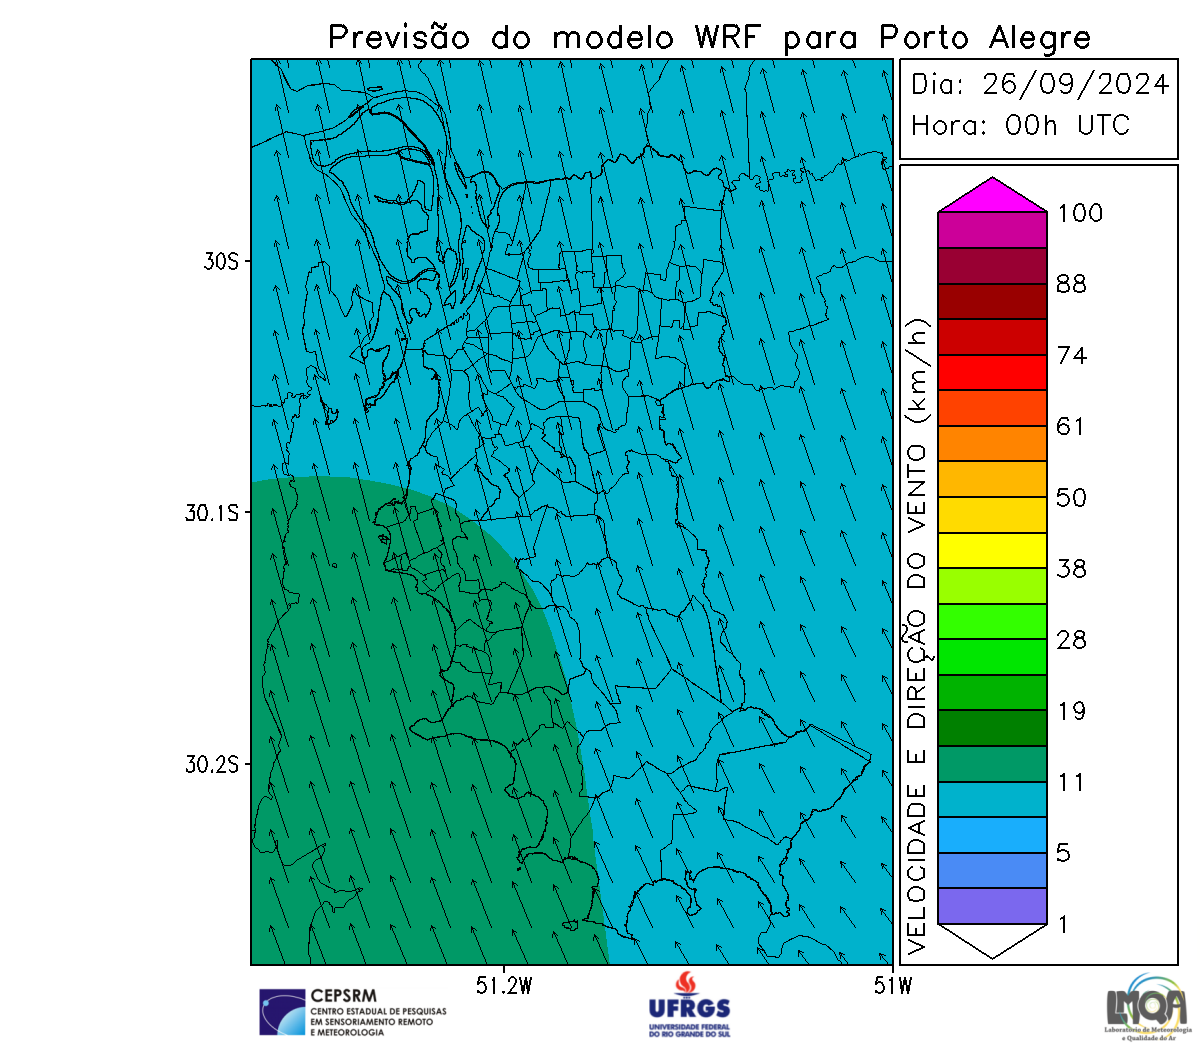 Previsão do modelo WRF para Porto Alegre
Dia: 26/09/2024
Hora: 00h UTC
30S
30.1S
30.2S
51.2W
51W
VELOCIDADE E DIREÇÃO DO VENTO (km/h)
100
88
74
61
50
38
28
19
11
5
1
CEPSRM
CENTRO ESTADUAL DE PESQUISAS
EM SENSORIAMENTO REMOTO
E METEOROLOGIA
UFRGS
UNIVERSIDADE FEDERAL
DO RIO GRANDE DO SUL
LMQA
Laboratório de Meteorologia
e Qualidade do Ar